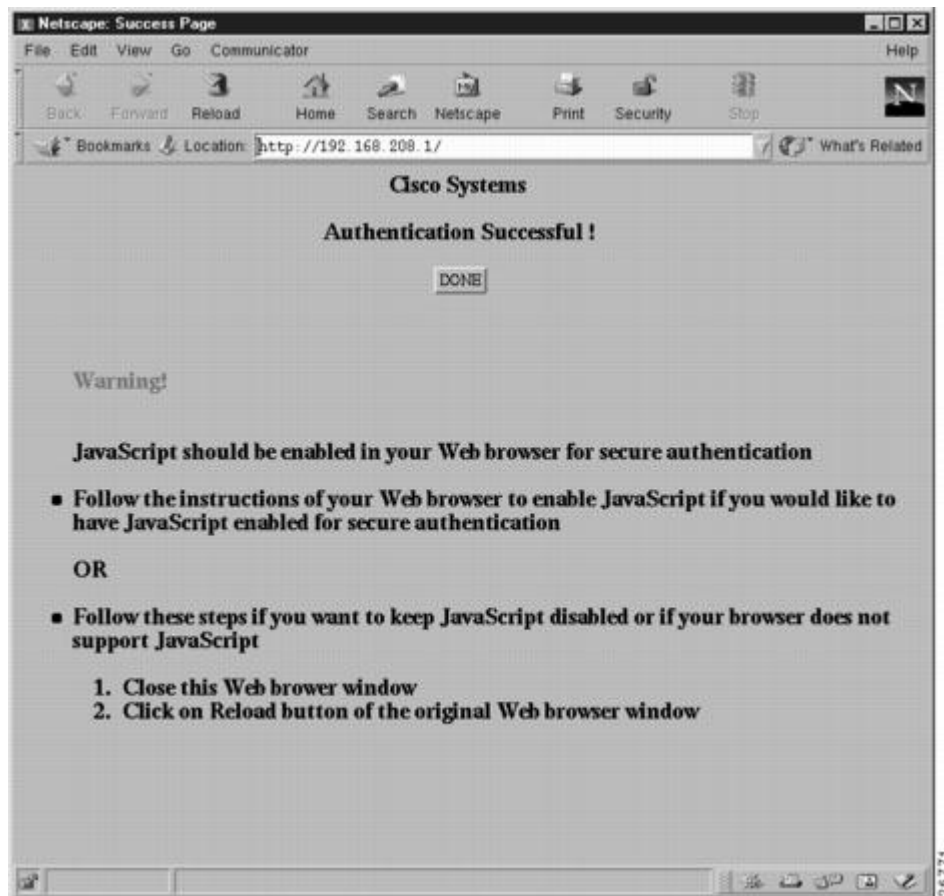 Netscape: Success Page
File Edit View Go Communicator Help
Back Forward Reload Home Search Netscape Print Security Stop
Bookmarks Location: http://192.168.208.1/ What's Related
Cisco Systems
Authentication Successful !
DONE
Warning!
JavaScript should be enabled in your Web browser for secure authentication
Follow the instructions of your Web browser to enable JavaScript if you would like to
have JavaScript enabled for secure authentication
OR
Follow these steps if you want to keep JavaScript disabled or if your browser does not
support JavaScript
1. Close this Web brower window
2. Click on Reload button of the original Web browser window